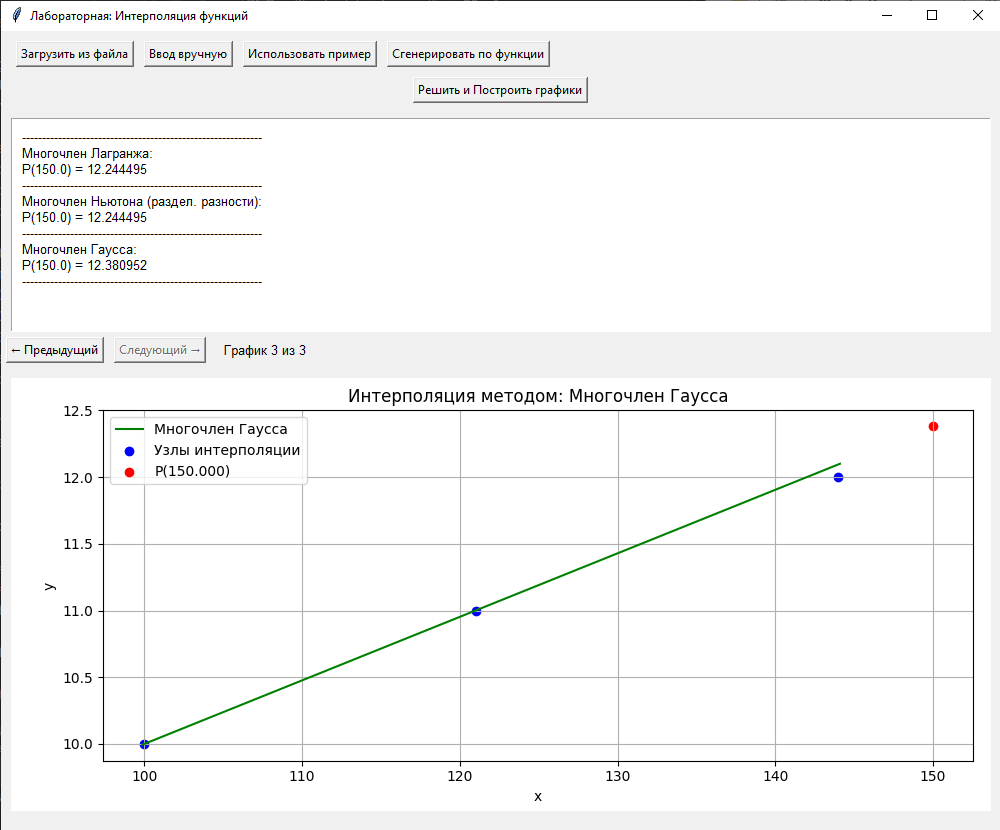 Лабораторная: Интерполяция функций
Загрузить из файла Ввод вручную Использовать пример Сгенерировать по функции
Решить и Построить графики
------------------------------------------------------------
Многочлен Лагранжа:
P(150.0) = 12.244495
------------------------------------------------------------
Многочлен Ньютона (раздел. разности):
P(150.0) = 12.244495
------------------------------------------------------------
Многочлен Гаусса:
P(150.0) = 12.380952
------------------------------------------------------------
← Предыдущий Следующий → График 3 из 3
Интерполяция методом: Многочлен Гаусса
Многочлен Гаусса
Узлы интерполяции
P(150.000)
12.5
12.0
11.5
11.0
10.5
10.0
y
100 110 120 130 140 150
x